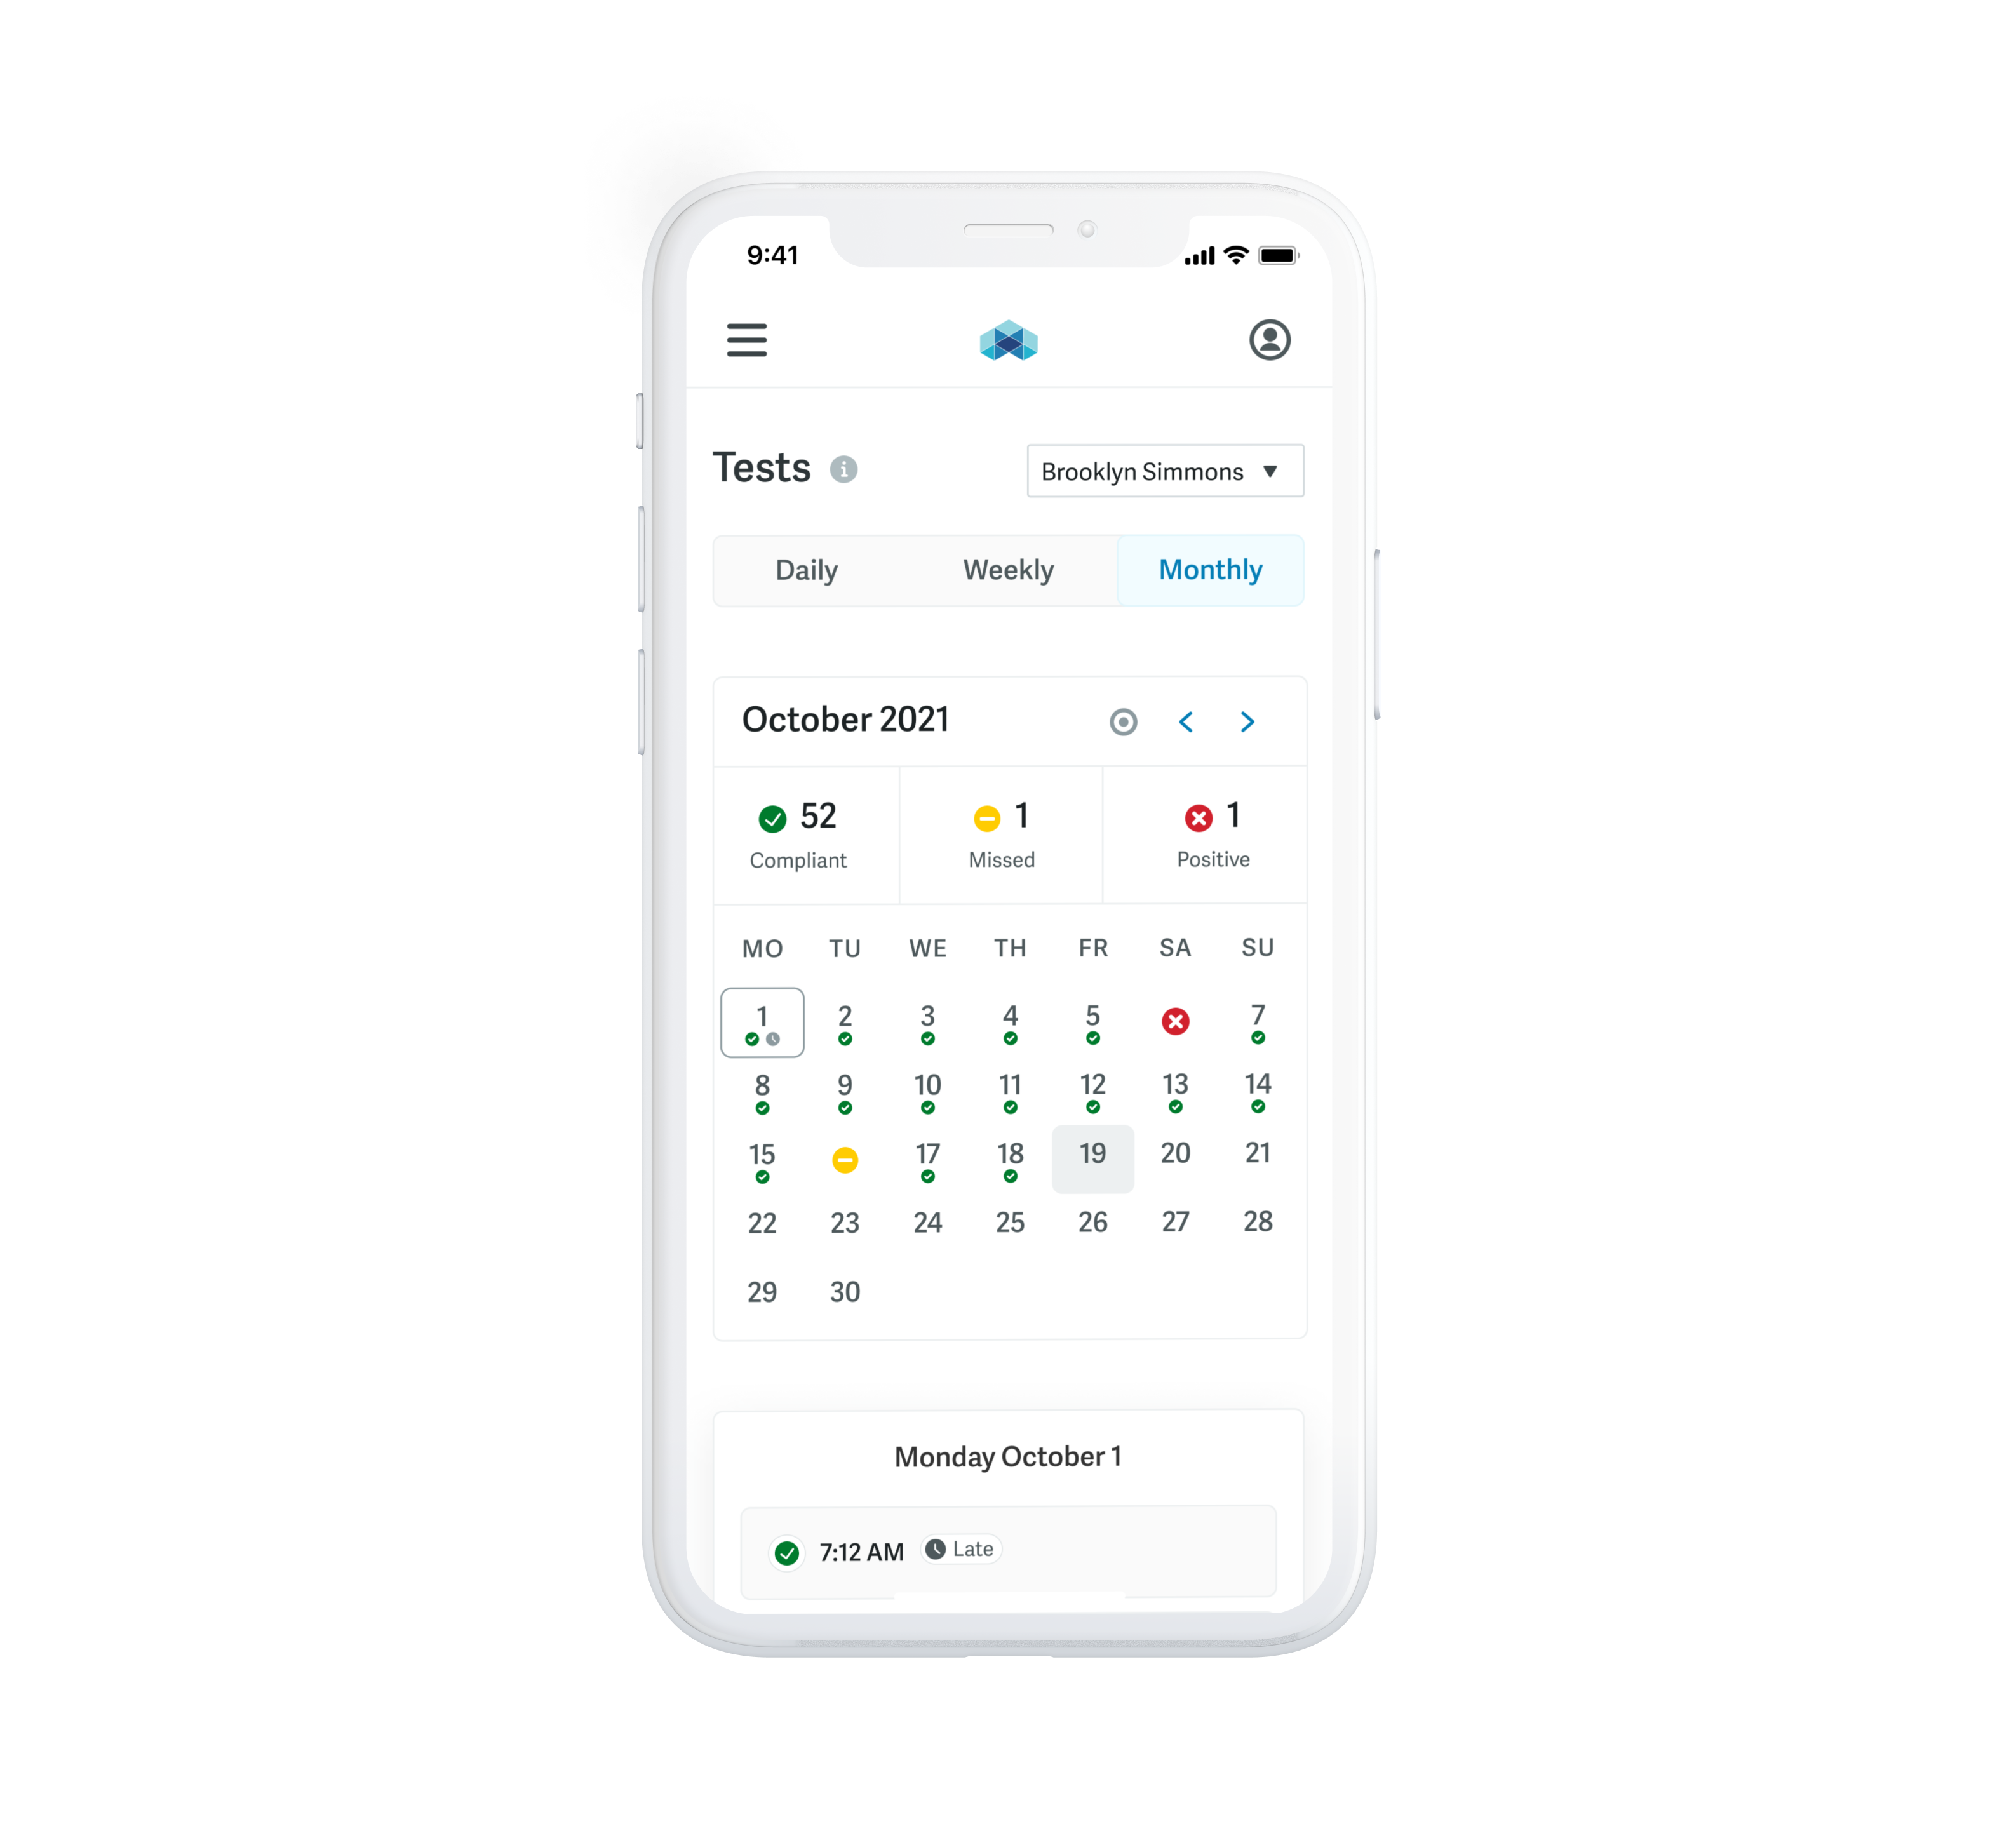 9:41
Tests
Brooklyn Simmons
Daily Weekly Monthly
October 2021
52 1 1
Compliant Missed Positive
MO TU WE TH FR SA SU
1 2 3 4 5 7
8 9 10 11 12 13 14
15 17 18 19 20 21
22 23 24 25 26 27 28
29 30
Monday October 1
7:12 AM Late